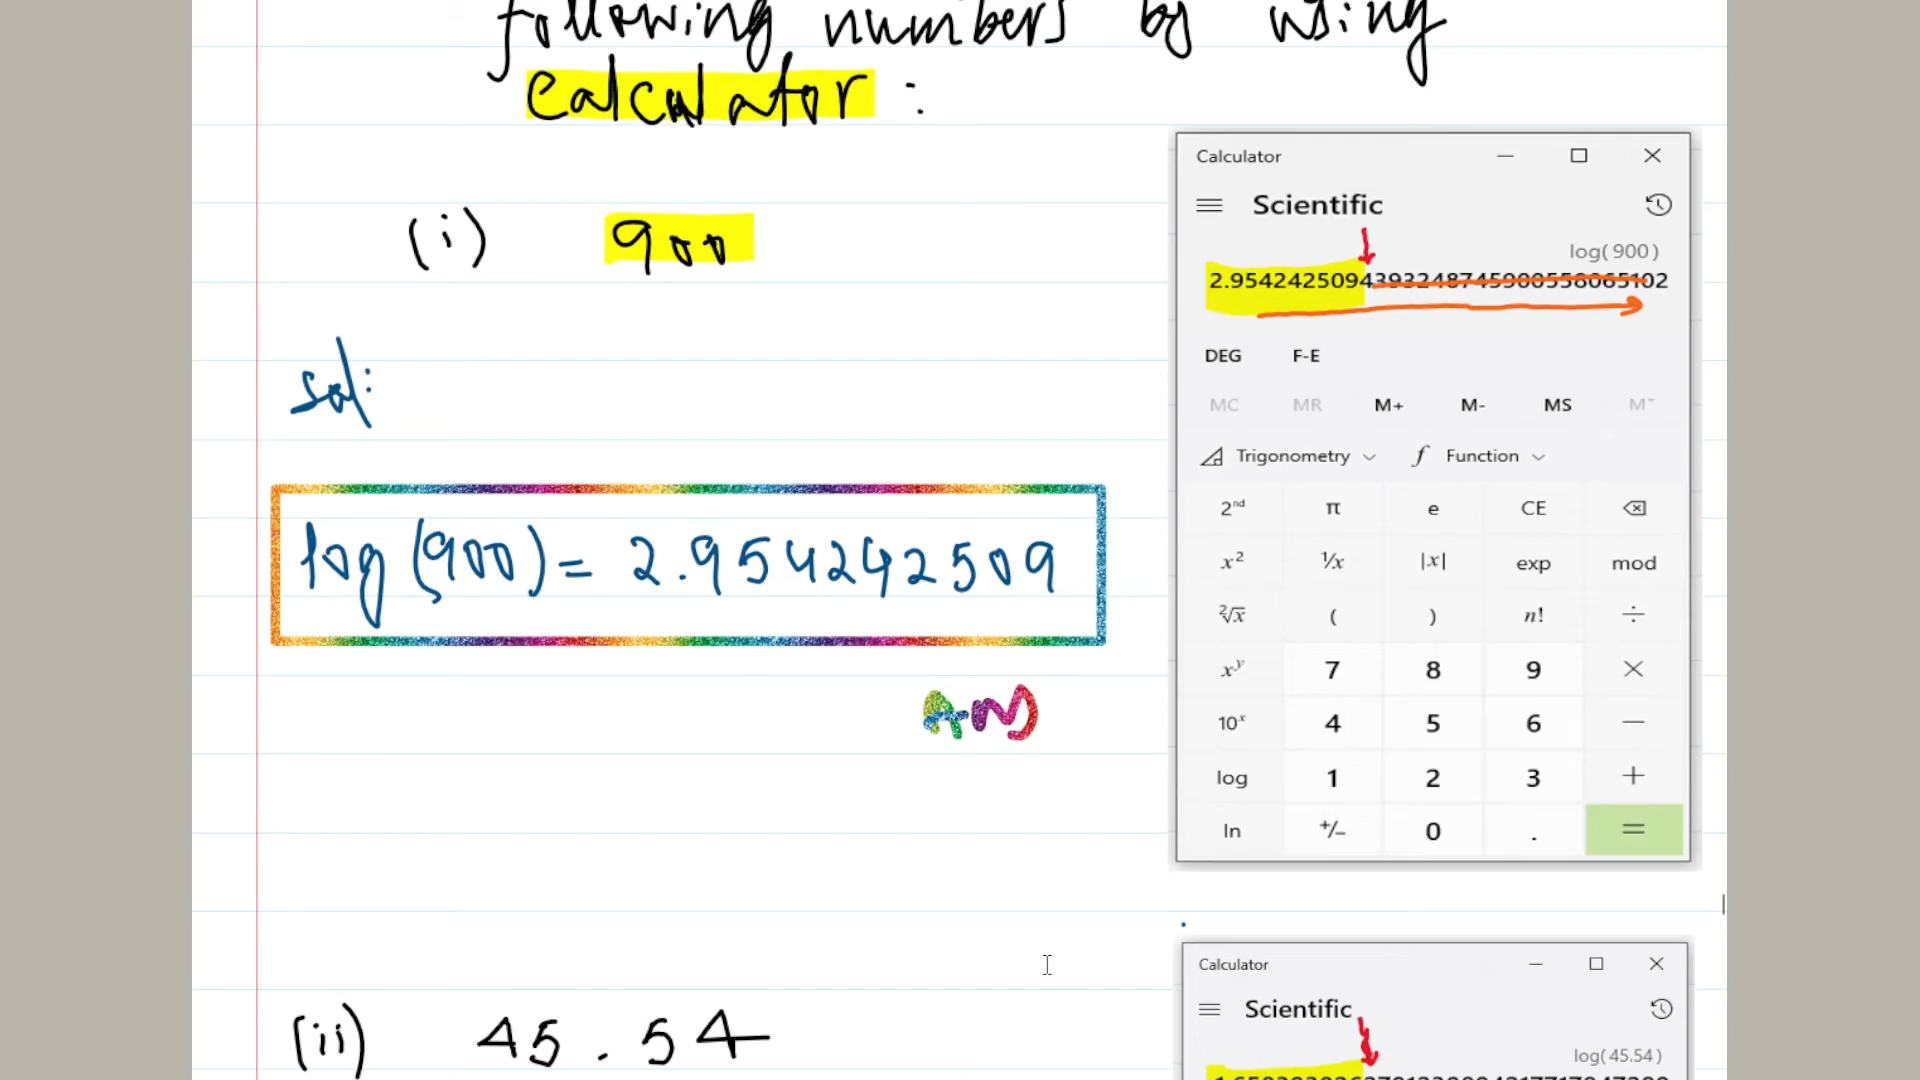 following numbers by using
calculator :
(i) 900
sol:
log (900) = 2.954242509
Ans
(ii) 45.54
Calculator
Scientific
log(900)
2.9542425094393248745900558065102
DEG F-E
MC MR M+ M- MS M˅
Trigonometry f Function
2nd π e CE
x² ¹/x |x| exp mod
²√x ( ) n! ÷
xʸ 7 8 9 ×
10ˣ 4 5 6 −
log 1 2 3 +
ln +/− 0 . =
Calculator
Scientific
log(45.54)